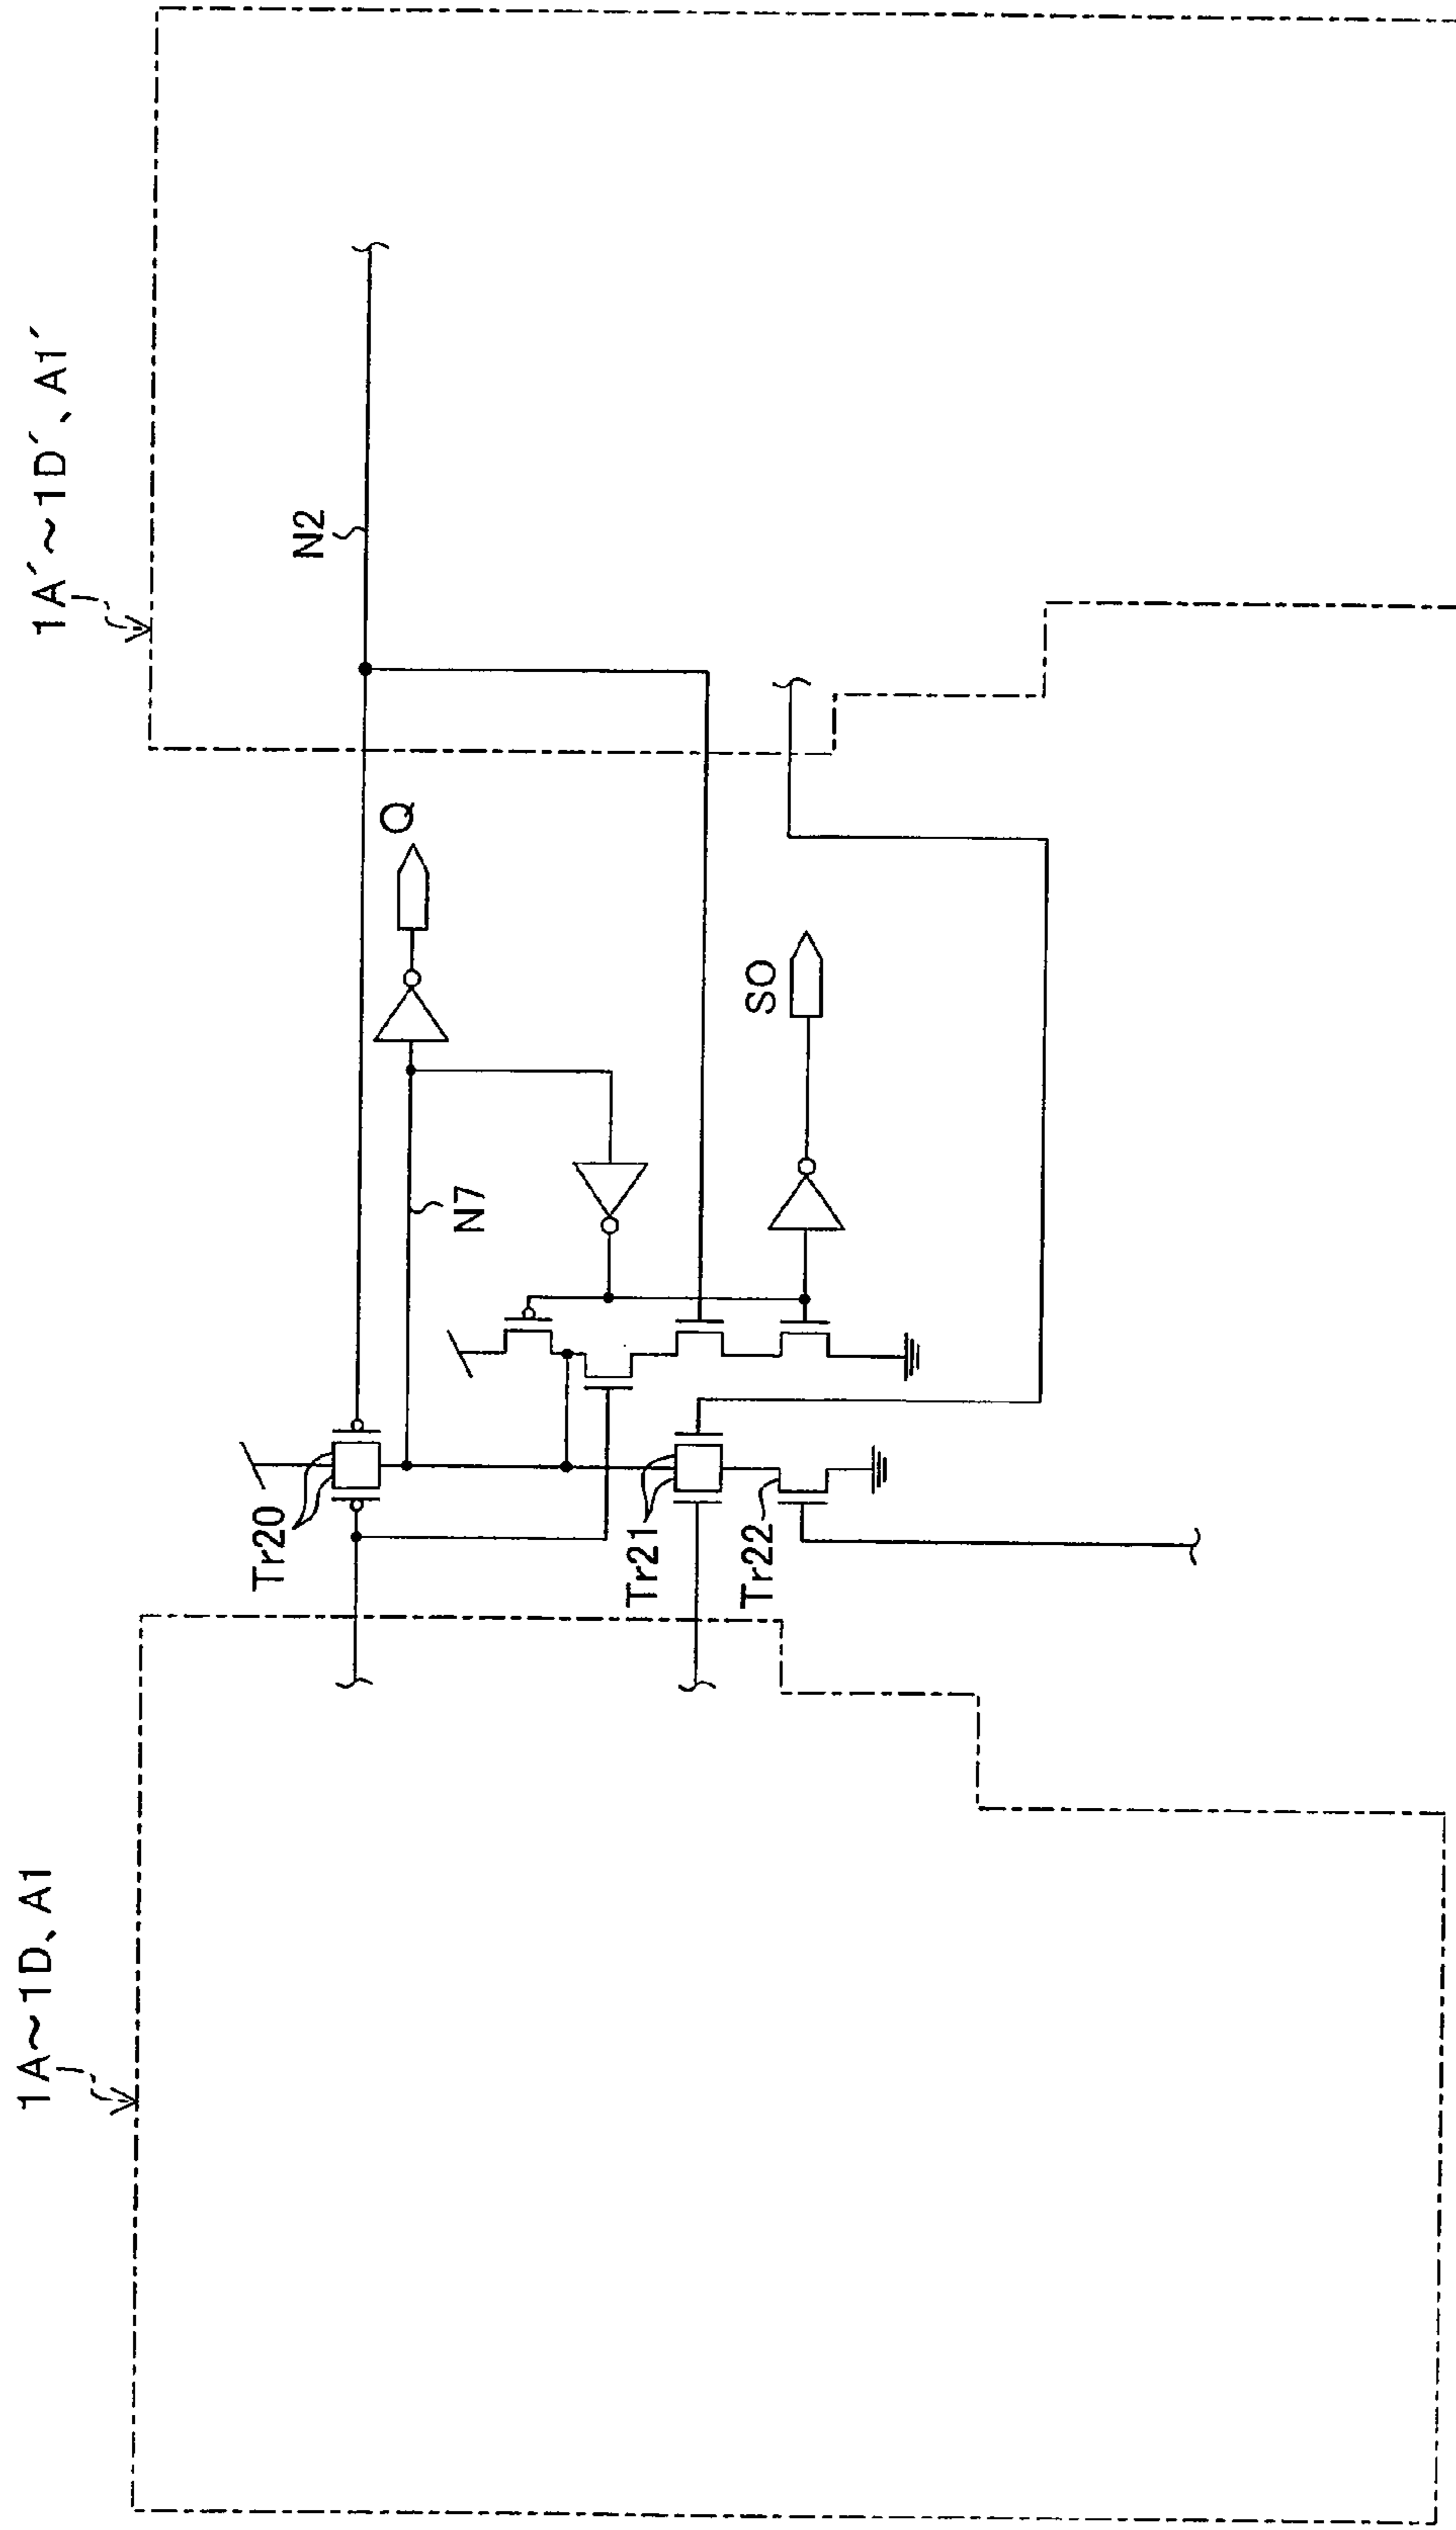 1A~1D、A1
1A´~1D´、A1´
Tr20
N2
Q
N7
Tr21
SO
Tr22